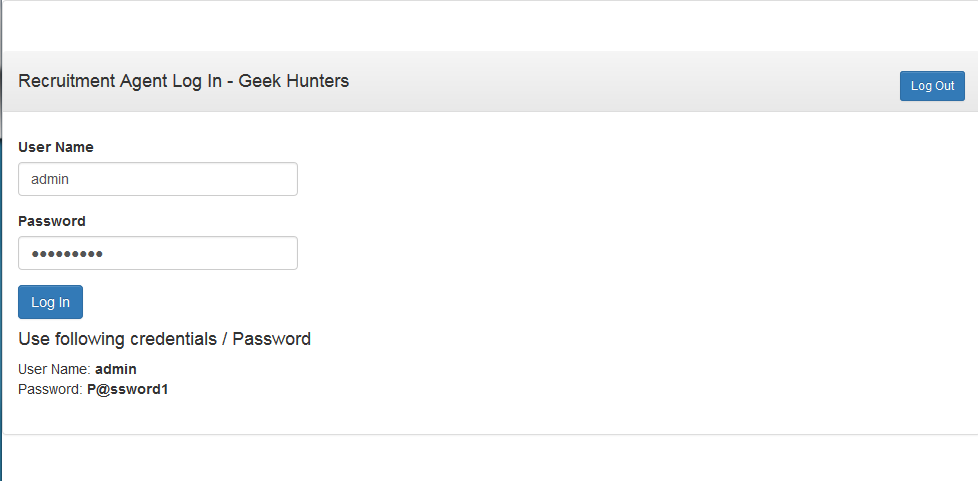 Recruitment Agent Log In - Geek Hunters
Log Out
User Name
admin
Password
●●●●●●●●●
Log In
Use following credentials / Password
User Name: admin
Password: P@ssword1